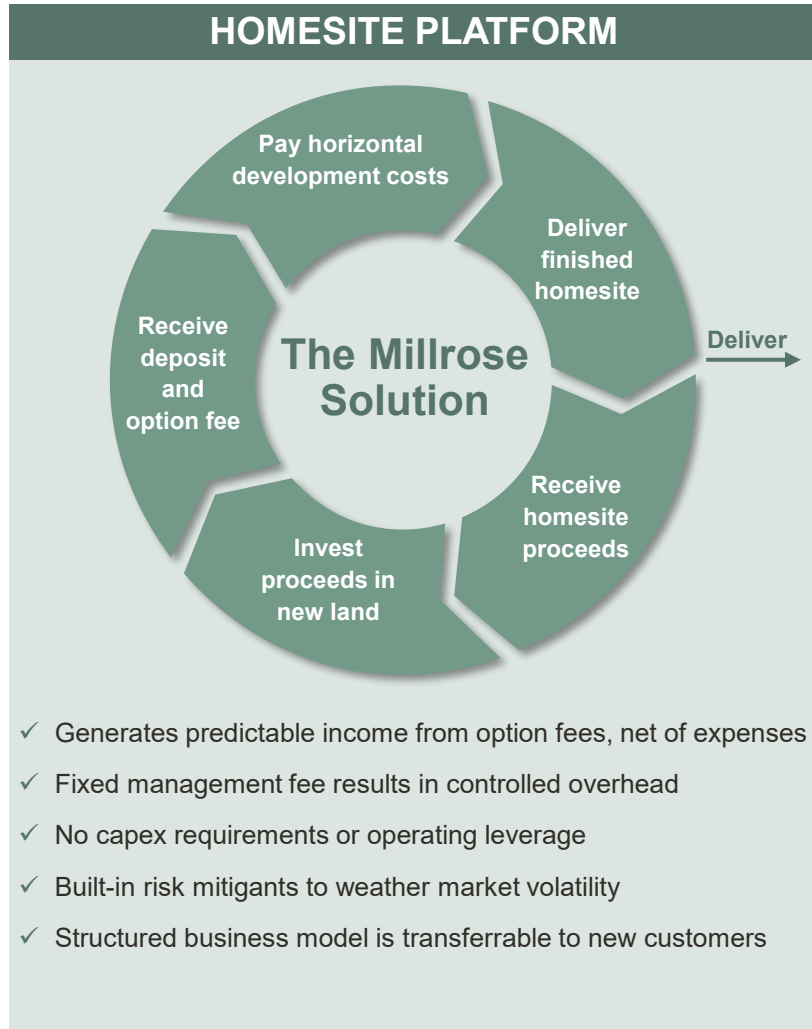 HOMESITE PLATFORM
Pay horizontal
development costs
Deliver
finished
homesite
Deliver
Receive
homesite
proceeds
Invest
proceeds in
new land
Receive
deposit
and
option fee
The Millrose
Solution
✓ Generates predictable income from option fees, net of expenses
✓ Fixed management fee results in controlled overhead
✓ No capex requirements or operating leverage
✓ Built-in risk mitigants to weather market volatility
✓ Structured business model is transferrable to new customers